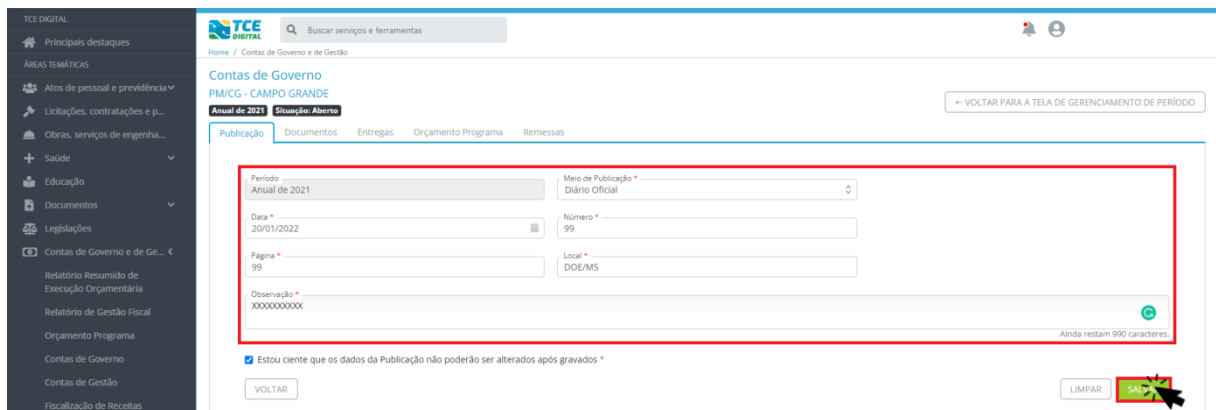 TCE DIGITAL
Principais destaques
ÁREAS TEMÁTICAS
Atos de pessoal e previdência
Licitações, contratações e p...
Obras, serviços de engenha...
Saúde
Educação
Documentos
Legislações
Contas de Governo e de Ge...
Relatório Resumido de
Execução Orçamentária
Relatório de Gestão Fiscal
Orçamento Programa
Contas de Governo
Contas de Gestão
Fiscalização de Receitas
TCE
DIGITAL
Buscar serviços e ferramentas
Home / Contas de Governo e de Gestão
Contas de Governo
PM/CG - CAMPO GRANDE
Anual de 2021 Situação: Aberto
← VOLTAR PARA A TELA DE GERENCIAMENTO DE PERÍODO
Publicação Documentos Entregas Orçamento Programa Remessas
Período
Anual de 2021
Meio de Publicação *
Diário Oficial
Data *
20/01/2022
Número *
99
Página *
99
Local *
DOE/MS
Observação *
XXXXXXXXXX
Ainda restam 990 caracteres.
Estou ciente que os dados da Publicação não poderão ser alterados após gravados *
VOLTAR
LIMPAR